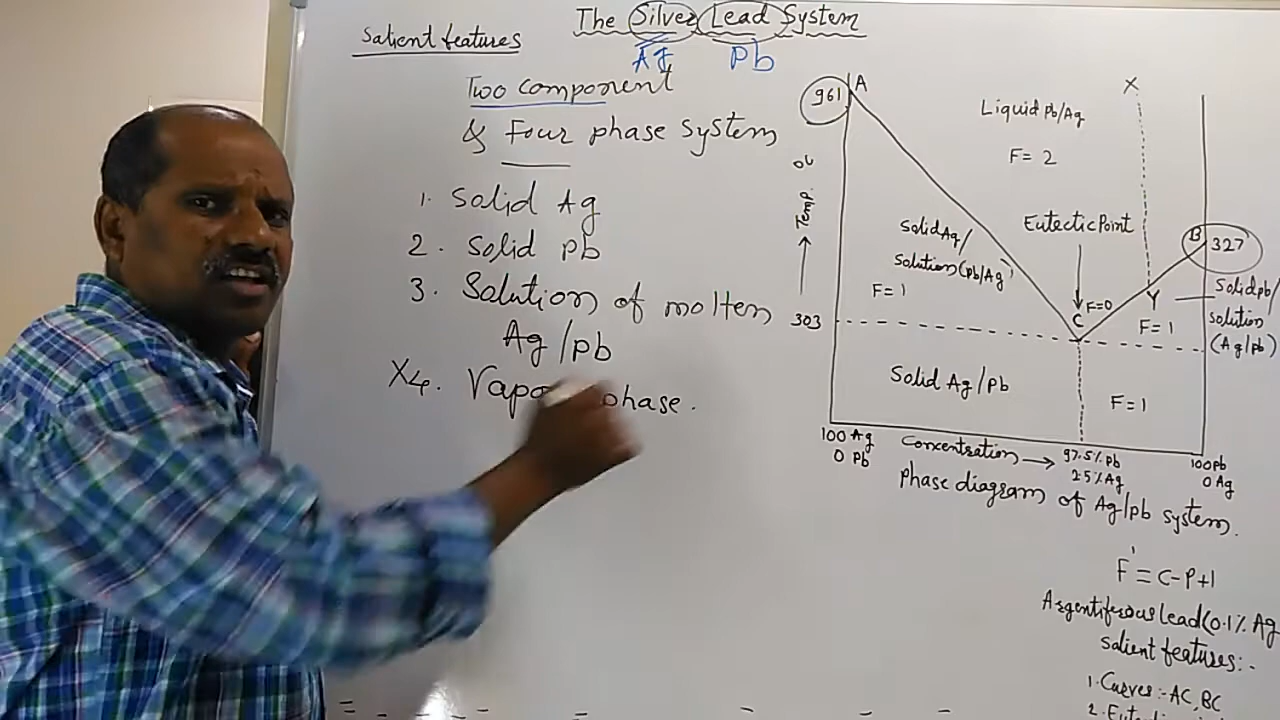 The Silver Lead System
Ag Pb
Salient features
Two component
& Four phase system
1. Solid Ag
2. Solid Pb
3. Solution of molten
Ag/Pb
X4. phase.
961
A
Temp. °C
303
Liquid Pb/Ag
F= 2
X
Solid Ag/
Solution (Pb/Ag)
F= 1
Eutectic Point
C
F=0
B
327
Y
F= 1
Solid Pb/
Solution
(Ag/Pb)
Solid Ag/Pb
F= 1
100 Ag
0 Pb
Concentration
97.5% Pb
2.5% Ag
100 Pb
0 Ag
Phase diagram of Ag/Pb system.
F' = C-P+1
Argentiferous Lead (0.1% Ag
Salient features:-
1. Curves:- AC, BC
2.